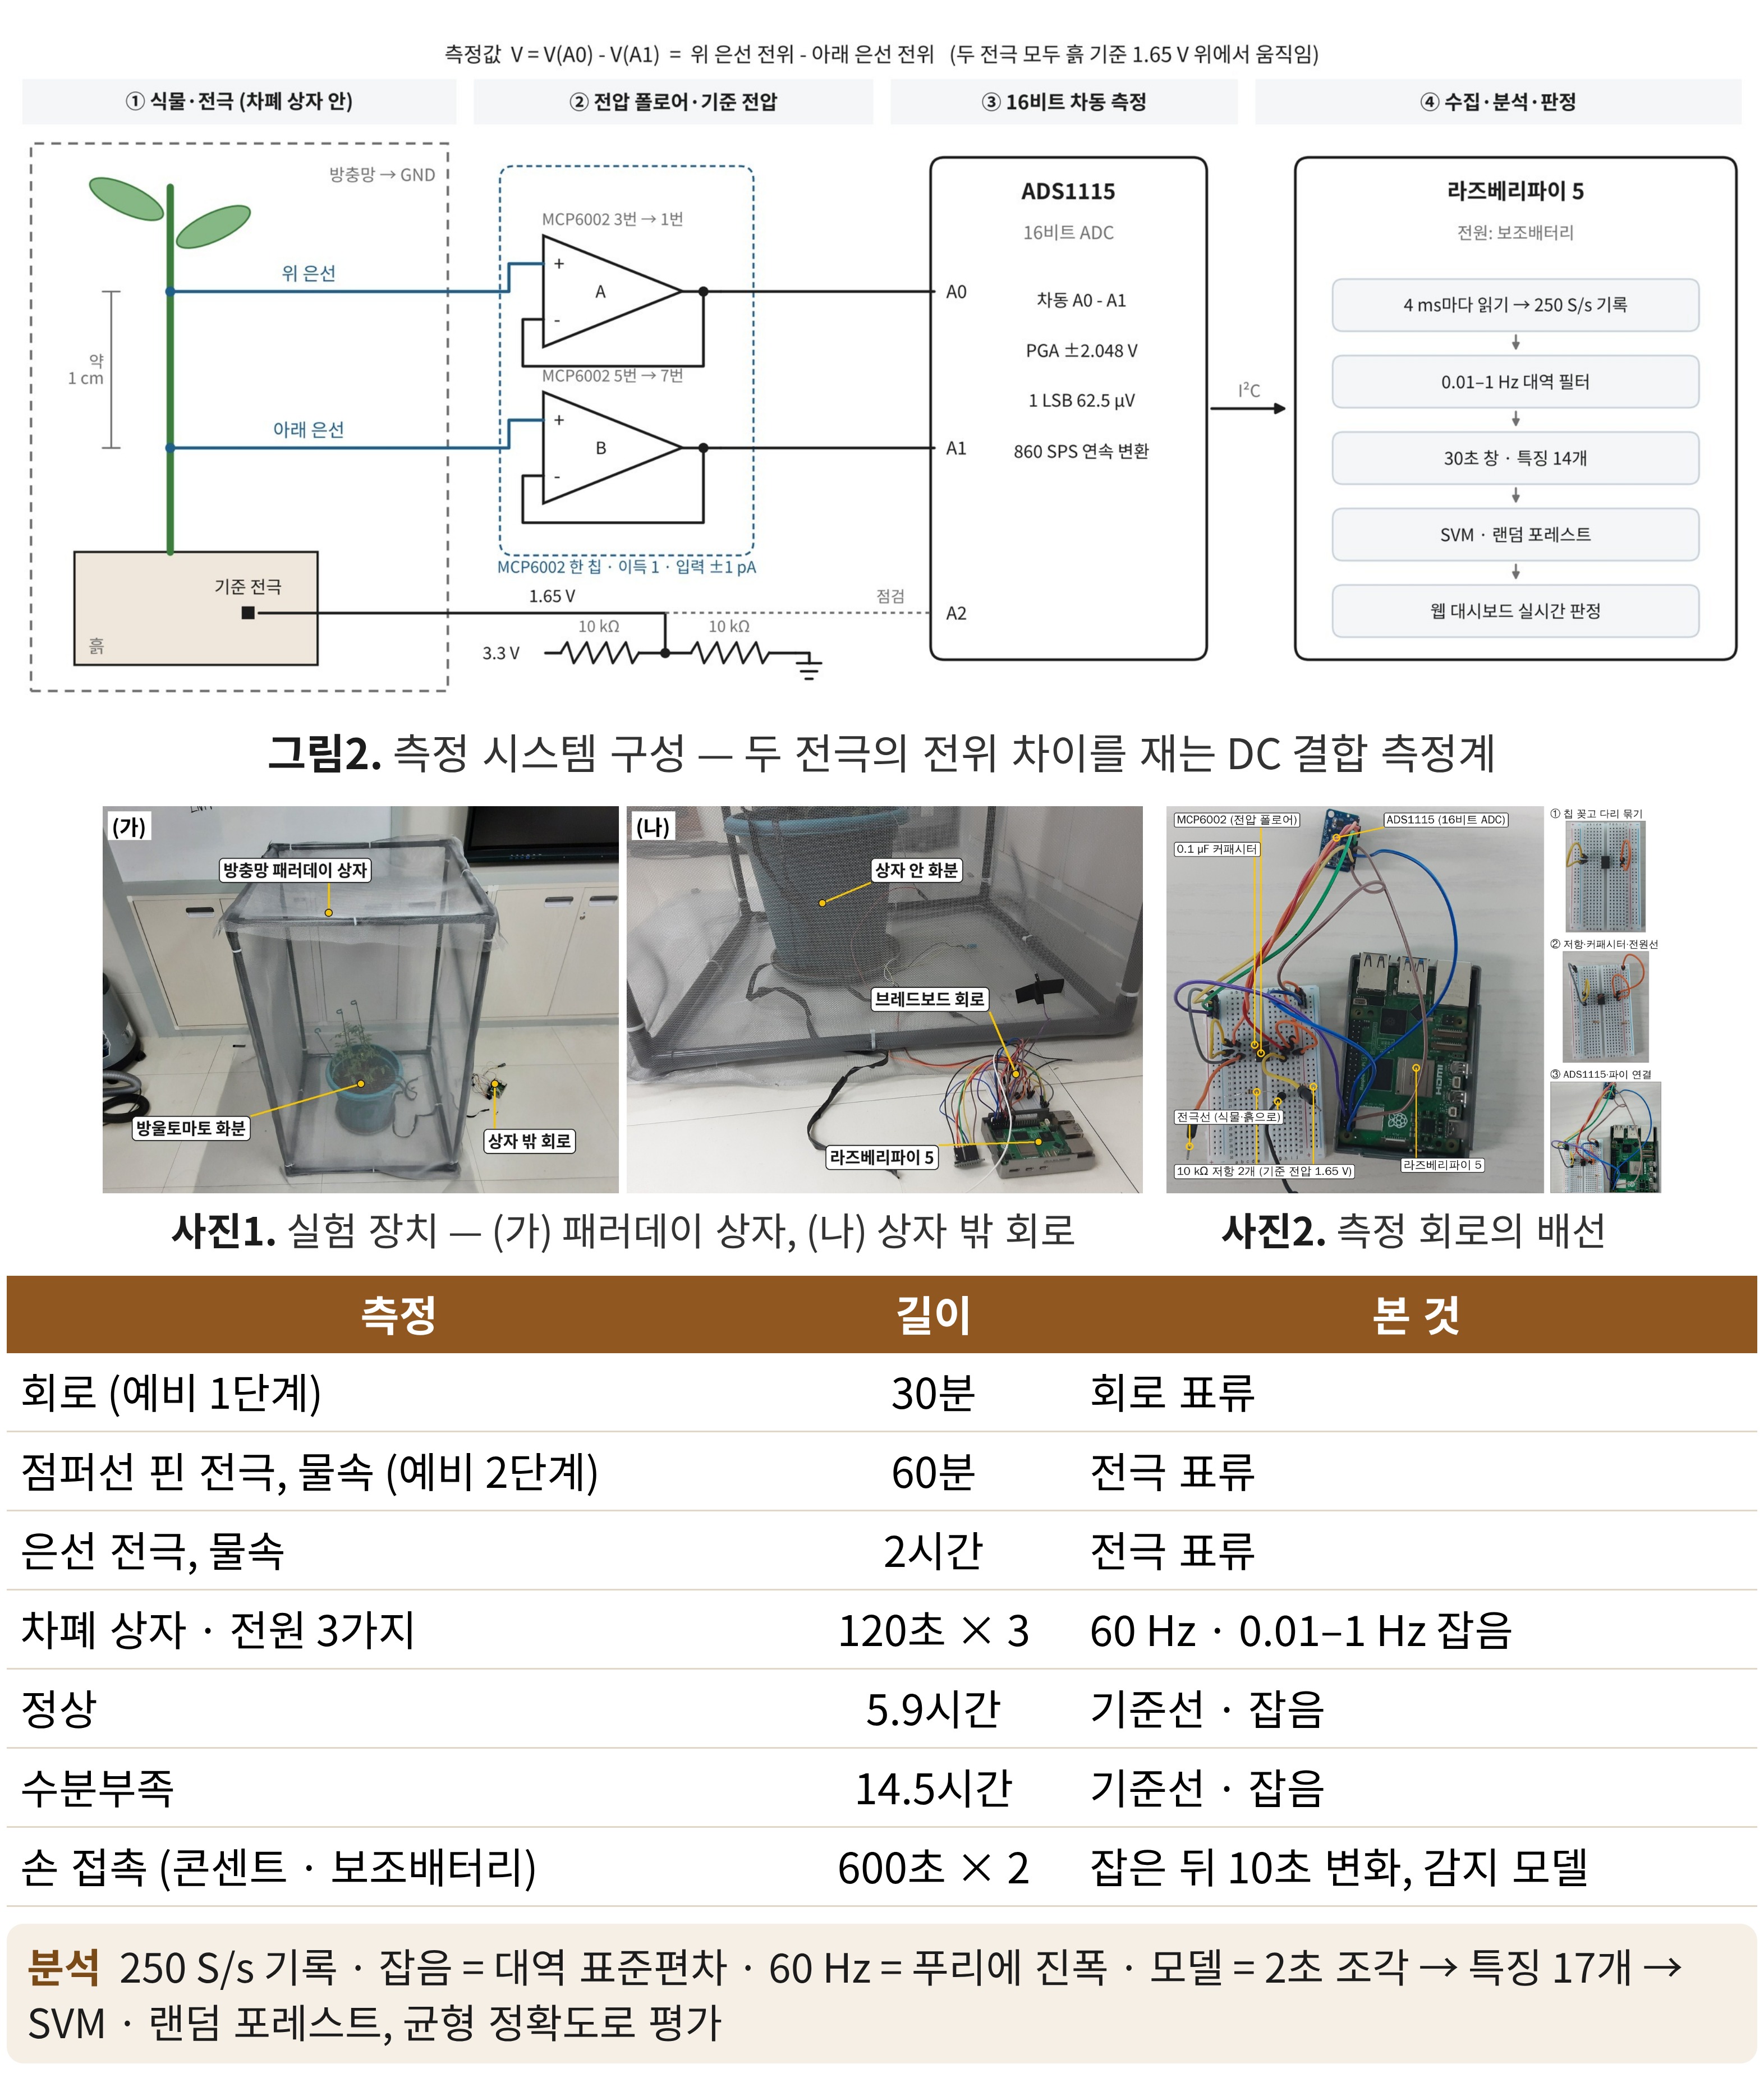 측정값 V = V(A0) - V(A1) = 위 은선 전위 - 아래 은선 전위 (두 전극 모두 흙 기준 1.65 V 위에서 움직임)
① 식물·전극 (차폐 상자 안)
② 전압 폴로어·기준 전압
③ 16비트 차동 측정
④ 수집·분석·판정
방충망 → GND
위 은선
약
1 cm
아래 은선
기준 전극
흙
MCP6002 3번 → 1번
+
A
-
MCP6002 5번 → 7번
+
B
-
MCP6002 한 칩 · 이득 1 · 입력 ±1 pA
1.65 V
점검
10 kΩ
10 kΩ
3.3 V
ADS1115
16비트 ADC
A0
차동 A0 - A1
PGA ±2.048 V
1 LSB 62.5 μV
A1
860 SPS 연속 변환
A2
I²C
라즈베리파이 5
전원: 보조배터리
4 ms마다 읽기 → 250 S/s 기록
0.01–1 Hz 대역 필터
30초 창 · 특징 14개
SVM · 랜덤 포레스트
웹 대시보드 실시간 판정
그림2. 측정 시스템 구성 — 두 전극의 전위 차이를 재는 DC 결합 측정계
(가)
방충망 패러데이 상자
방울토마토 화분
상자 밖 회로
(나)
상자 안 화분
브레드보드 회로
라즈베리파이 5
MCP6002 (전압 폴로어)
ADS1115 (16비트 ADC)
0.1 μF 커패시터
전극선 (식물·흙으로)
10 kΩ 저항 2개 (기준 전압 1.65 V)
라즈베리파이 5
HDMI
① 칩 꽂고 다리 묶기
② 저항·커패시터·전원선
③ ADS1115·파이 연결
사진1. 실험 장치 — (가) 패러데이 상자, (나) 상자 밖 회로
사진2. 측정 회로의 배선
측정 길이 본 것
회로 (예비 1단계) 30분 회로 표류
점퍼선 핀 전극, 물속 (예비 2단계) 60분 전극 표류
은선 전극, 물속 2시간 전극 표류
차폐 상자 · 전원 3가지 120초 × 3 60 Hz · 0.01–1 Hz 잡음
정상 5.9시간 기준선 · 잡음
수분부족 14.5시간 기준선 · 잡음
손 접촉 (콘센트 · 보조배터리) 600초 × 2 잡은 뒤 10초 변화, 감지 모델
분석 250 S/s 기록 · 잡음 = 대역 표준편차 · 60 Hz = 푸리에 진폭 · 모델 = 2초 조각 → 특징 17개 →
SVM · 랜덤 포레스트, 균형 정확도로 평가